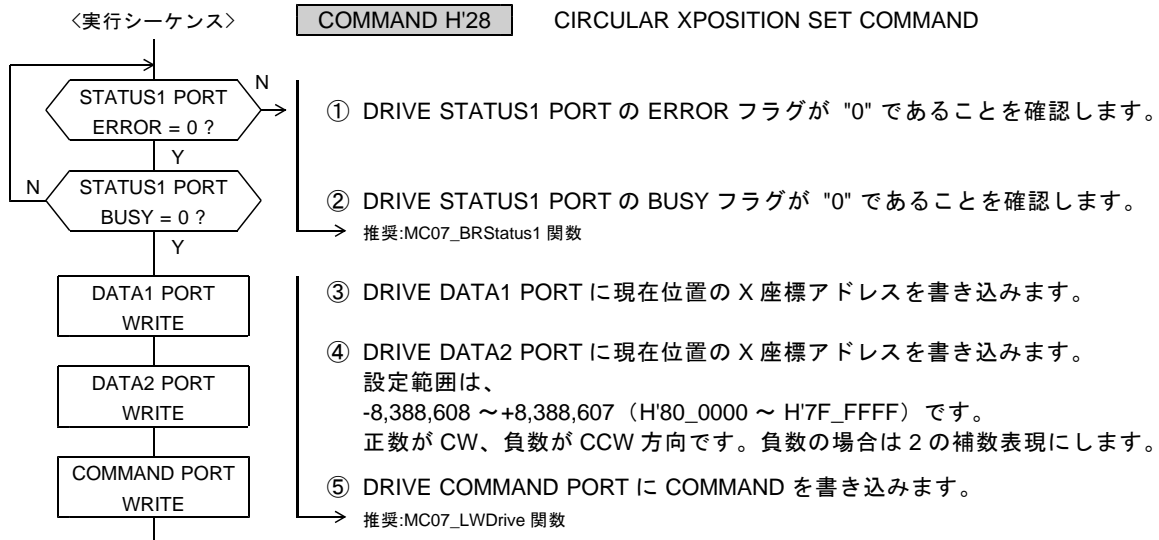 〈実行シーケンス〉 COMMAND H'28 CIRCULAR XPOSITION SET COMMAND
N
STATUS1 PORT
ERROR = 0 ?
① DRIVE STATUS1 PORT の ERROR フラグが "0" であることを確認します。
Y
N
STATUS1 PORT
BUSY = 0 ?
② DRIVE STATUS1 PORT の BUSY フラグが "0" であることを確認します。
推奨:MC07_BRStatus1 関数
Y
DATA1 PORT
WRITE
③ DRIVE DATA1 PORT に現在位置の X 座標アドレスを書き込みます。
DATA2 PORT
WRITE
④ DRIVE DATA2 PORT に現在位置の X 座標アドレスを書き込みます。
設定範囲は、
-8,388,608 ～+8,388,607（H'80_0000 ～ H'7F_FFFF）です。
正数が CW、負数が CCW 方向です。負数の場合は 2 の補数表現にします。
COMMAND PORT
WRITE
⑤ DRIVE COMMAND PORT に COMMAND を書き込みます。
推奨:MC07_LWDrive 関数